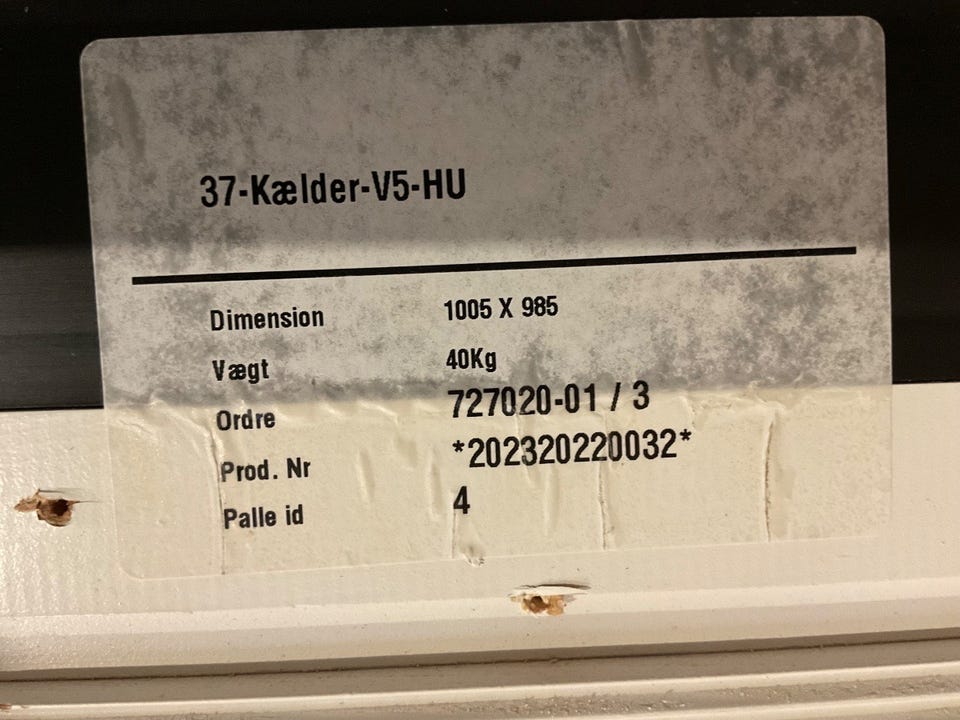 37-Kælder-V5-HU
Dimension 1005 X 985
Vægt 40Kg
Ordre 727020-01 / 3
Prod. Nr *202320220032*
Palle id 4